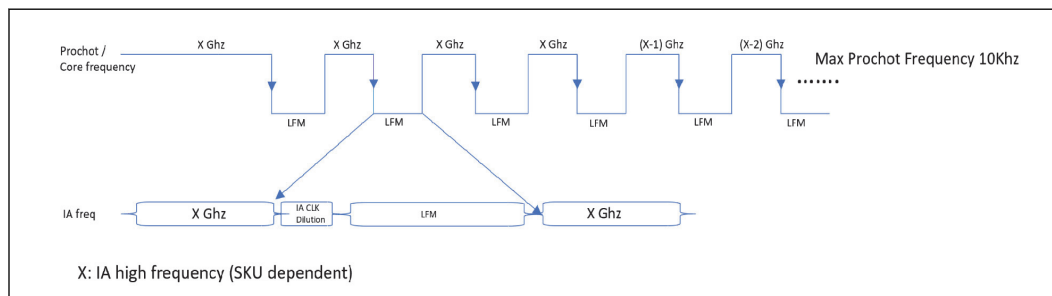 X Ghz X Ghz X Ghz X Ghz (X-1) Ghz (X-2) Ghz
Prochot /
Core frequency
Max Prochot Frequency 10Khz
.......
LFM LFM LFM LFM LFM LFM
IA freq
X Ghz
IA CLK
Dilution
LFM
X Ghz
X: IA high frequency (SKU dependent)